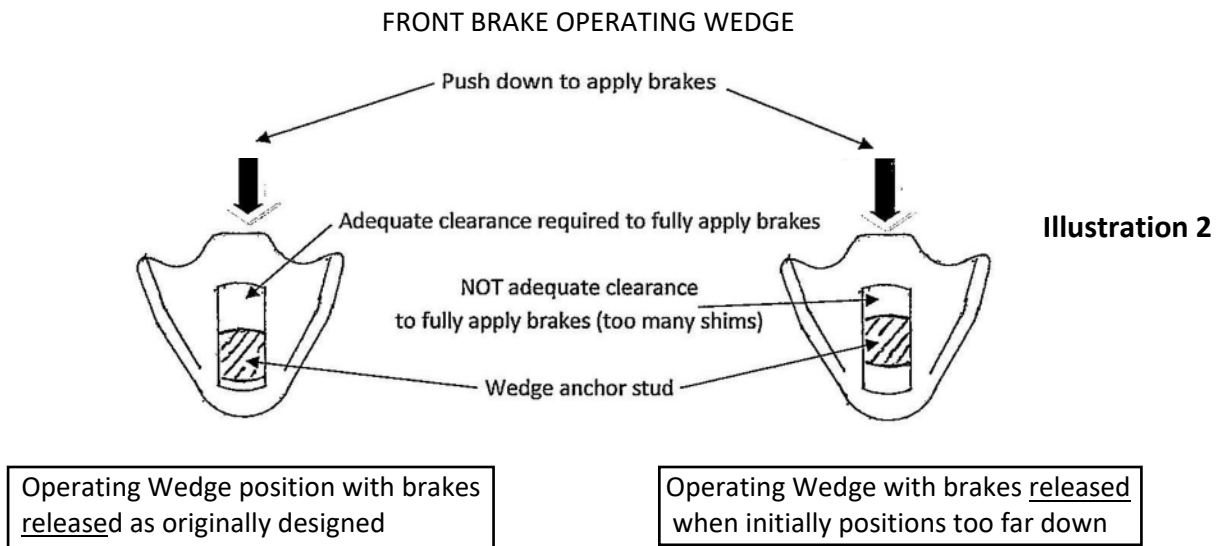 FRONT BRAKE OPERATING WEDGE
Push down to apply brakes
Adequate clearance required to fully apply brakes
Illustration 2
NOT adequate clearance
to fully apply brakes (too many shims)
Wedge anchor stud
Operating Wedge position with brakes
released as originally designed
Operating Wedge with brakes released
when initially positions too far down